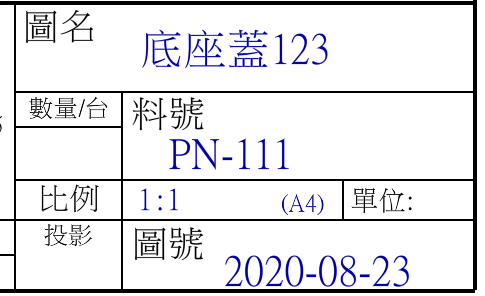 圖名
底座蓋123
數量/台
料號
PN-111
比例
1:1 (A4) 單位:
投影
圖號
2020-08-23